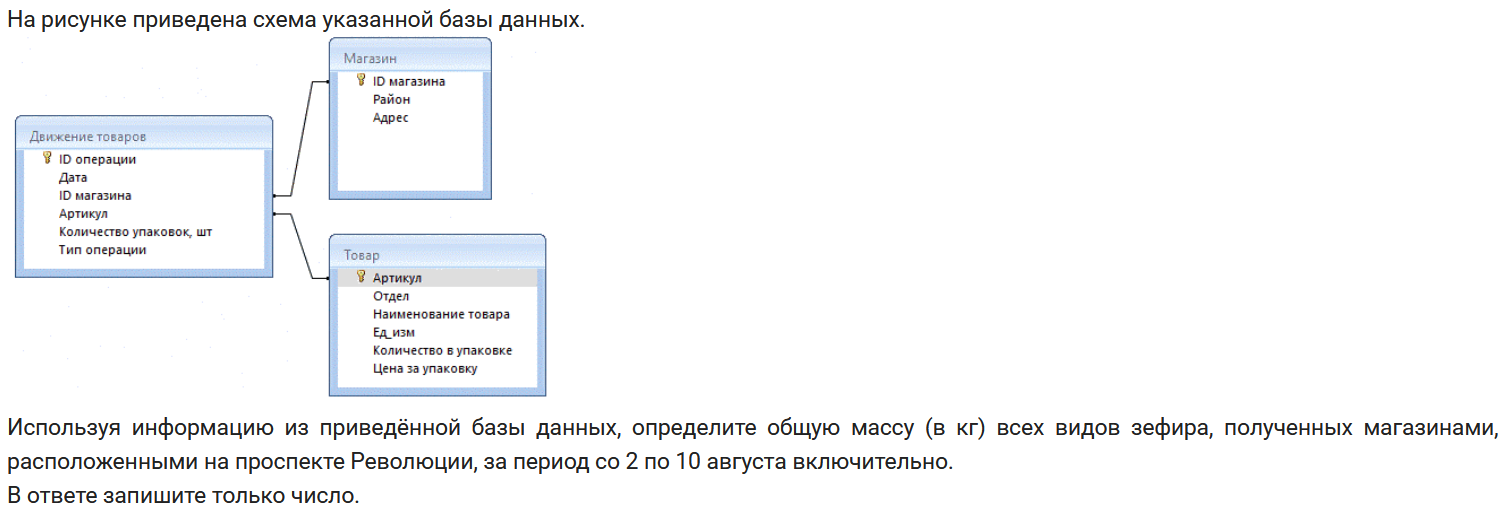 На рисунке приведена схема указанной базы данных.
Магазин
ID магазина
Район
Адрес
Движение товаров
ID операции
Дата
ID магазина
Артикул
Количество упаковок, шт
Тип операции
Товар
Артикул
Отдел
Наименование товара
Ед_изм
Количество в упаковке
Цена за упаковку
Используя информацию из приведённой базы данных, определите общую массу (в кг) всех видов зефира, полученных магазинами,
расположенными на проспекте Революции, за период со 2 по 10 августа включительно.
В ответе запишите только число.